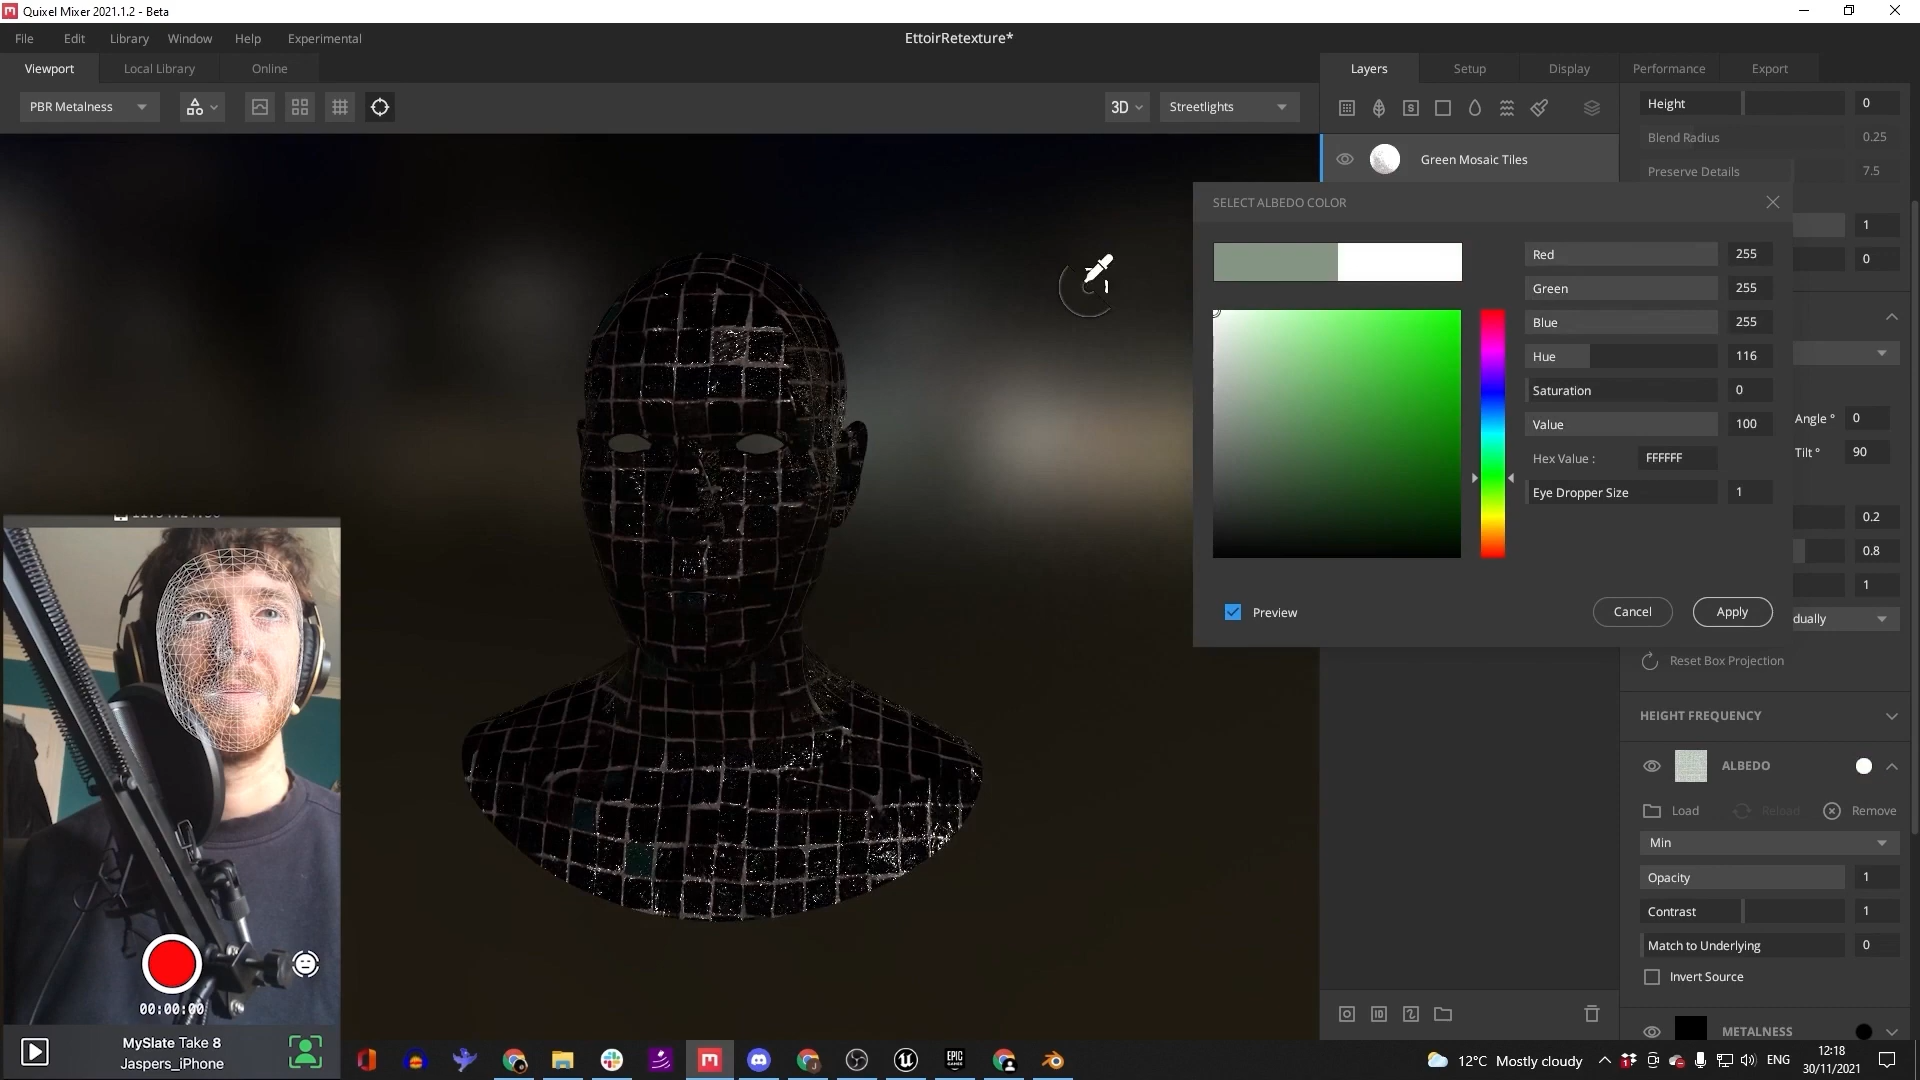 Quixel Mixer 2021.1.2 - Beta
File Edit Library Window Help Experimental
EttoirRetexture*
Viewport Local Library Online
Layers Setup Display Performance Export
PBR Metalness
3D
Streetlights
Height 0
Blend Radius 0.25
Preserve Details 7.5
1
0
Green Mosaic Tiles
SELECT ALBEDO COLOR
Red 255
Green 255
Blue 255
Hue 116
Saturation 0
Value 100
Hex Value : FFFFFF
Eye Dropper Size 1
Preview
Cancel
Apply
Angle ° 0
Tilt ° 90
0.2
0.8
1
dually
Reset Box Projection
HEIGHT FREQUENCY
ALBEDO
Load Reload Remove
Min
Opacity 1
Contrast 1
Match to Underlying 0
Invert Source
METALNESS
00:00:00
MySlate Take 8
Jaspers_iPhone
EPIC
GAMES
12°C Mostly cloudy
ENG
12:18
30/11/2021